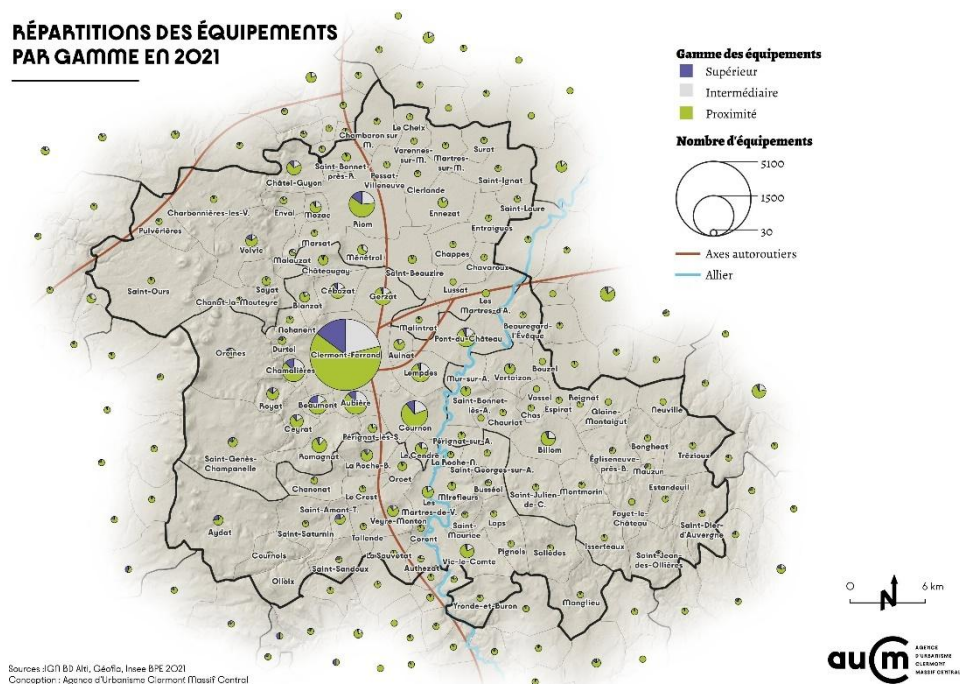 RÉPARTITIONS DES ÉQUIPEMENTS
PAR GAMME EN 2021
Gamme des équipements
Supérieur
Intermédiaire
Proximité
Nombre d'équipements
5100
1500
30
Axes autoroutiers
Allier
Le Cheix
Chambaron sur
M.
Varennes-
sur-M.
Surat
Saint-Bonnet-
près-R.
Martres-
sur-M.
Pessat-
Villeneuve
Châtel-Guyon
Saint-Ignat
Clerlande
Charbonnières-les-V.
Enval
Mozac
Riom
Ennezat
Saint-Laure
Pulvérières
Entraigues
Marsat
Volvic
Malauzat
Ménétrol
Chappes
Châteaugay
Saint-Beauzire
Chavaroux
Saint-Ours
Sayat
Cébazat
Lussat
Chanat-la-Mouteyre
Blanzat
Gerzat
Les
Martres-d'A.
Nohanent
Malintrat
Beauregard-
l'Évêque
Durtol
Pont-du-Château
Orcines
Clermont-Ferrand
Aulnat
Bouzel
Chamalières
Lempdes
Vertaizon
Mur-sur-A.
Vassel
Reignat
Neuville
Royat
Beaumont
Aubière
Saint-Bonnet-
lès-A.
Chas
Espirat
Glaine-
Montaigut
Ceyrat
Cournon
Chauriat
Pérignat-lès-S.
Pérignat-sur-A.
Billom
Bongheat
Romagnat
Le Cendre
Égliseneuve-
près-B.
Trézioux
Saint-Genès-
Champanelle
La Roche-B.
La Roche-N.
Mauzun
Orcet
Saint-Georges-sur-A.
Chanonat
Busséol
Estandeuil
Le Crest
Mirefleurs
Saint-Julien-
de-C.
Montmorin
Les
Martres-de-V.
Saint-Amant-T.
Fayet-le-
Château
Veyre-Monton
Saint-
Maurice
Laps
Saint-Dier-
d'Auvergne
Aydat
Saint-Saturnin
Tallende
Corent
Isserteaux
Pignols
Sallèdes
Cournols
La Sauvetat
Vic-le-Comte
Saint-Jean-
des-Ollières
Authezat
Saint-Sandoux
Olloix
Yronde-et-Buron
Manglieu
0
6 km
N
aucm
AGENCE
D'URBANISME
CLERMONT
MASSIF CENTRAL
Sources : IGN BD Alti, Géofla, Insee BPE 2021
Conception : Agence d'Urbanisme Clermont Massif Central